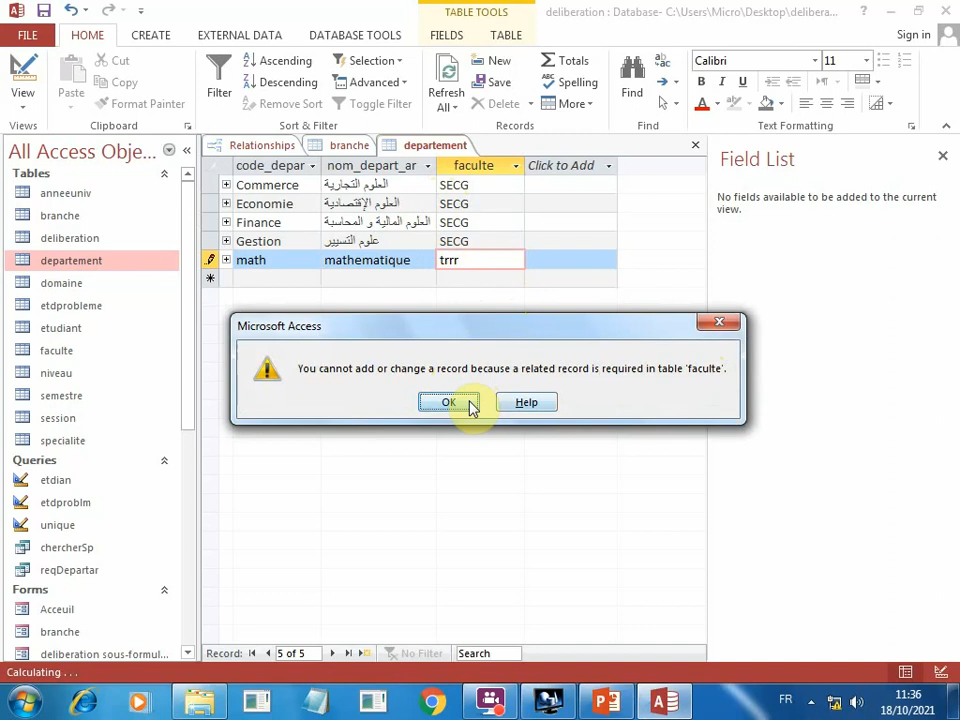 TABLE TOOLS
deliberation : Database- C:\Users\Micro\Desktop\delibera...
?
FILE HOME CREATE EXTERNAL DATA DATABASE TOOLS FIELDS TABLE Sign in
View
Views
Paste
Cut
Copy
Format Painter
Clipboard
Filter
Ascending
Descending
Remove Sort
Selection
Advanced
Toggle Filter
Sort & Filter
Refresh
All
New
Save
Delete
Totals
Spelling
More
Records
Find
Find
Calibri 11
B I U
A
Text Formatting
All Access Obje...
Tables
anneeuniv
branche
deliberation
departement
domaine
etdprobleme
etudiant
faculte
niveau
semestre
session
specialite
Queries
etdian
etdproblm
unique
chercherSp
reqDepartar
Forms
Acceuil
branche
deliberation sous-formul...
Relationships branche departement
code_depar nom_depart_ar faculte Click to Add
Commerce العلوم التجارية SECG
Economie العلوم الإقتصادية SECG
Finance العلوم المالية و المحاسبة SECG
Gestion علوم التسيير SECG
math mathematique trrr
Field List
No fields available to be added to the current
view.
Microsoft Access
You cannot add or change a record because a related record is required in table 'faculte'.
OK Help
Record: 5 of 5 No Filter Search
Calculating . . .
FR
11:36
18/10/2021